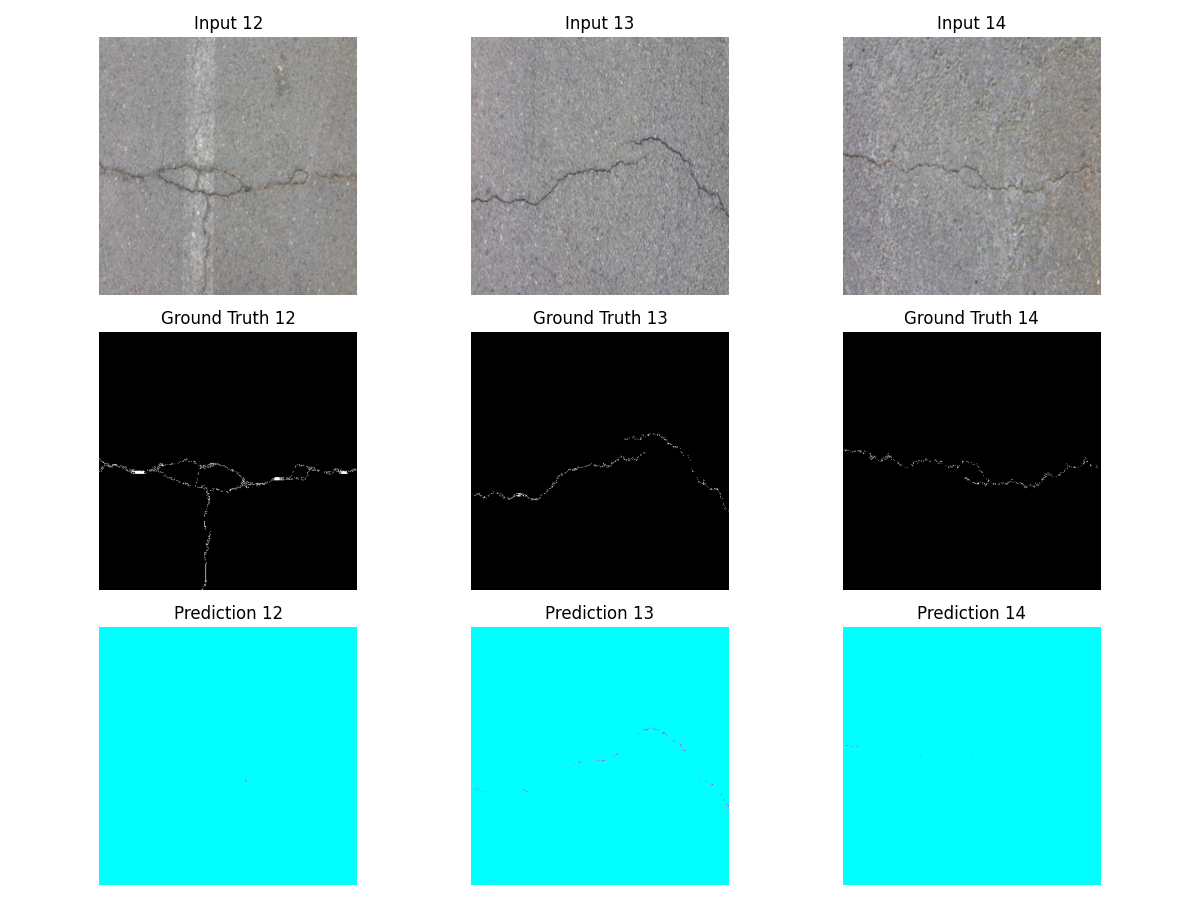 Input 12
Input 13
Input 14
Ground Truth 12
Ground Truth 13
Ground Truth 14
Prediction 12
Prediction 13
Prediction 14